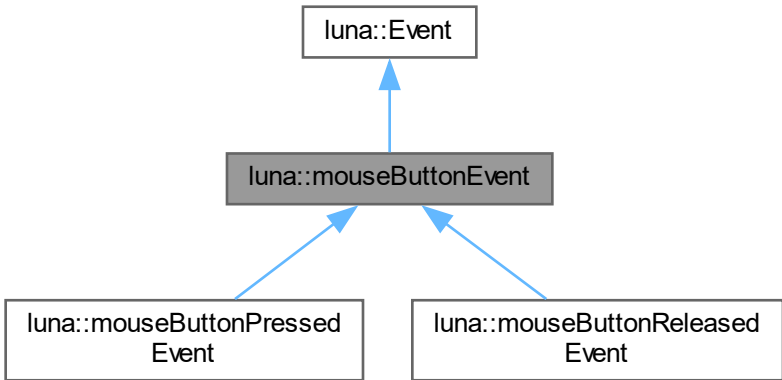 luna::Event
luna::mouseButtonEvent
luna::mouseButtonPressed
Event
luna::mouseButtonReleased
Event